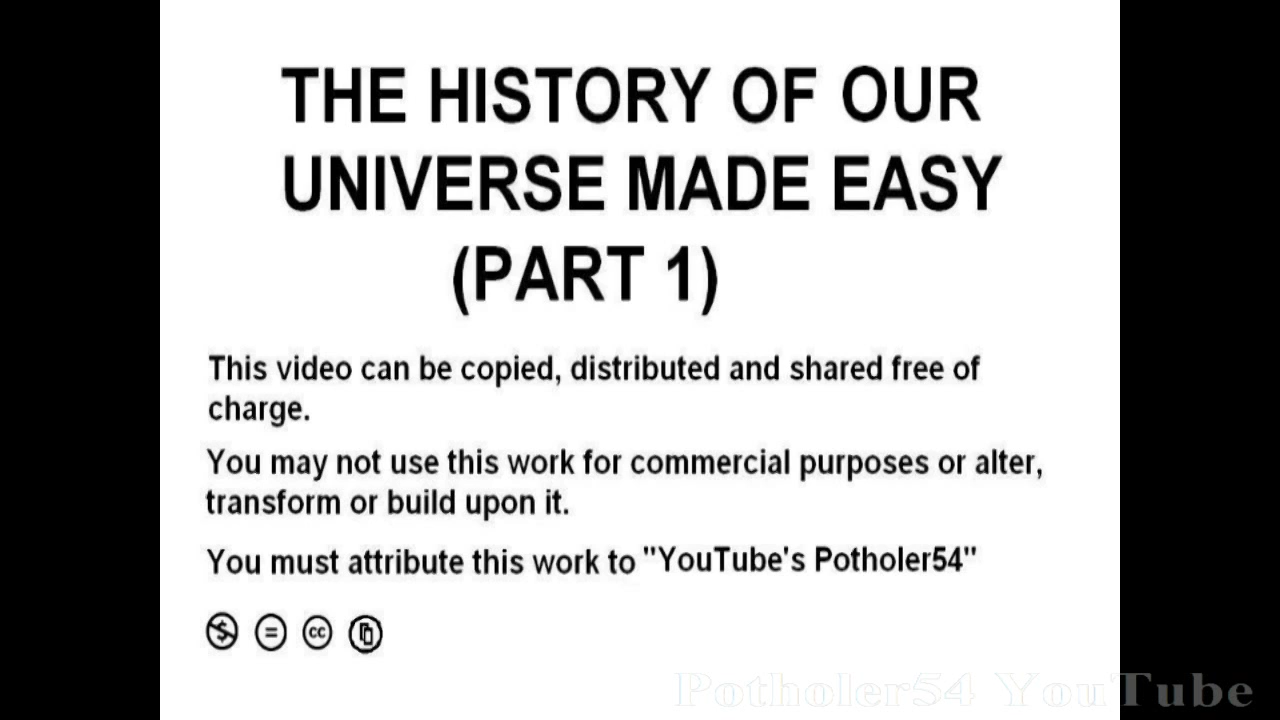 THE HISTORY OF OUR
UNIVERSE MADE EASY
(PART 1)
This video can be copied, distributed and shared free of
charge.
You may not use this work for commercial purposes or alter,
transform or build upon it.
You must attribute this work to "YouTube's Potholer54"
$ = cc
Potholer54 YouTube